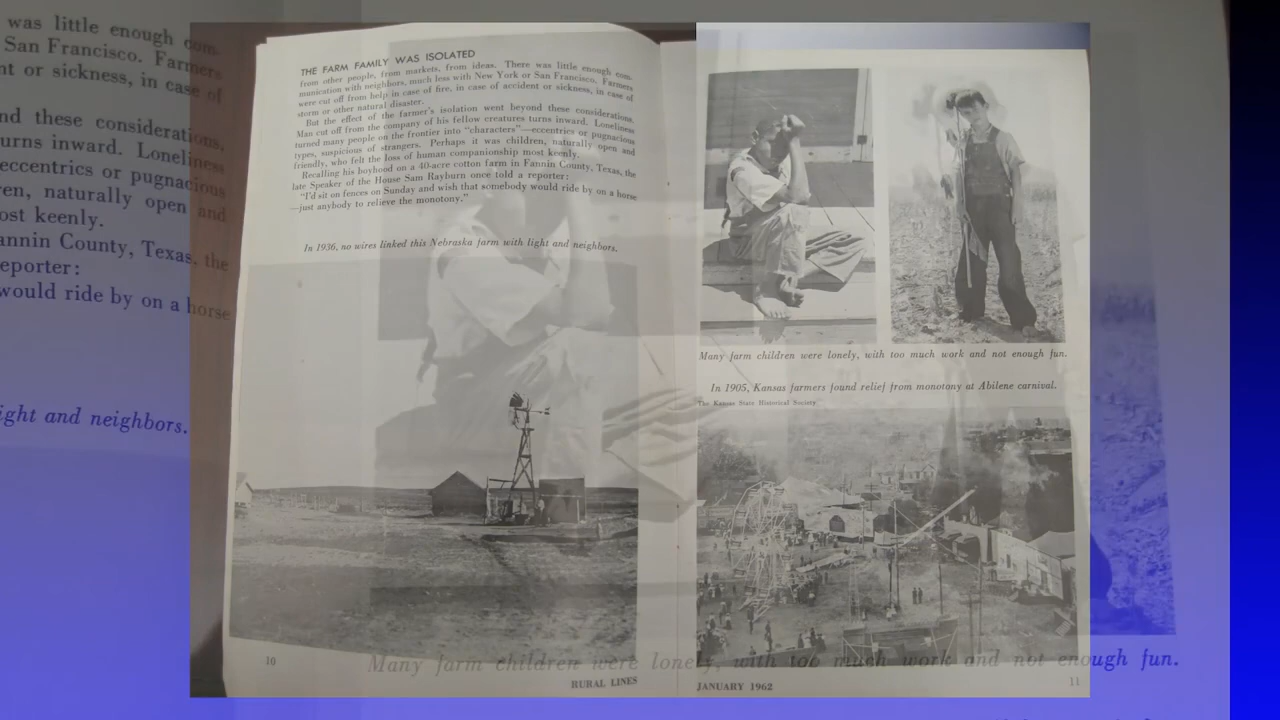 was little enough com-
San Francisco. Farmers
nt or sickness, in case of
nd these considerations.
urns inward. Loneliness
eccentrics or pugnacious
ren, naturally open and
ost keenly.
annin County, Texas, the
eporter:
would ride by on a horse
ight and neighbors.
THE FARM FAMILY WAS ISOLATED
from other people, from markets, from ideas. There was little enough com-
munication with neighbors, much less with New York or San Francisco. Farmers
were cut off from help in case of fire, in case of accident or sickness, in case of
storm or other natural disaster.
But the effect of the farmer's isolation went beyond these considerations.
Man cut off from the company of his fellow creatures turns inward. Loneliness
turned many people on the frontier into "characters"—eccentrics or pugnacious
types, suspicious of strangers. Perhaps it was children, naturally open and
friendly, who felt the loss of human companionship most keenly.
Recalling his boyhood on a 40-acre cotton farm in Fannin County, Texas, the
late Speaker of the House Sam Rayburn once told a reporter:
"I'd sit on fences on Sunday and wish that somebody would ride by on a horse
—just anybody to relieve the monotony."
In 1936, no wires linked this Nebraska farm with light and neighbors.
10
RURAL LINES
Many farm children were lonely, with too much work and not enough fun.
In 1905, Kansas farmers found relief from monotony at Abilene carnival.
The Kansas State Historical Society
JANUARY 1962
11
Many farm children were lonely, with too much work and not enough fun.